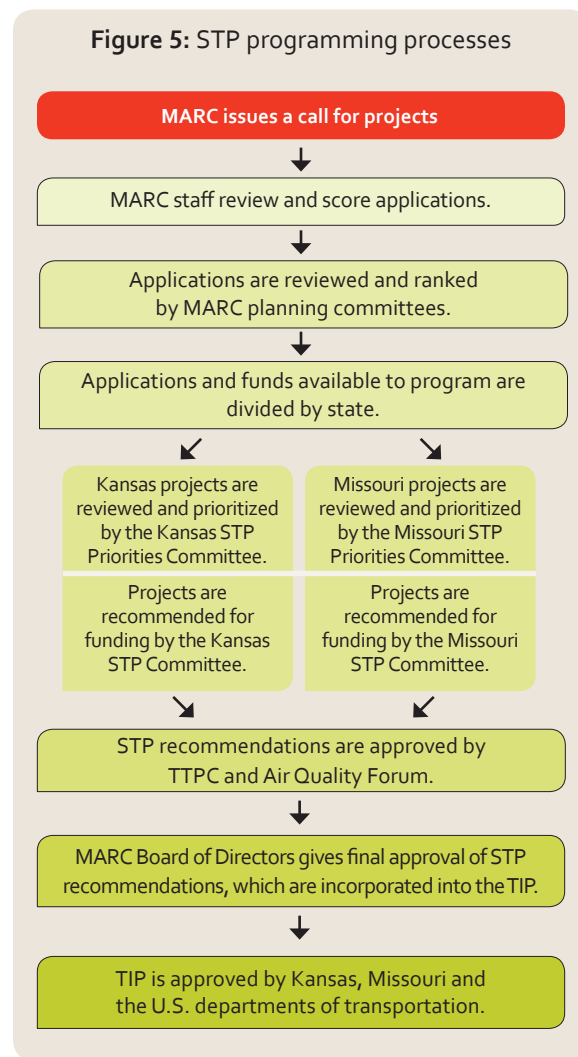 Figure 5: STP programming processes
MARC issues a call for projects
MARC staff review and score applications.
Applications are reviewed and ranked
by MARC planning committees.
Applications and funds available to program are
divided by state.
Kansas projects are
reviewed and prioritized
by the Kansas STP
Priorities Committee.
Projects are
recommended for
funding by the Kansas
STP Committee.
Missouri projects are
reviewed and prioritized
by the Missouri STP
Priorities Committee.
Projects are
recommended for
funding by the Missouri
STP Committee.
STP recommendations are approved by
TTPC and Air Quality Forum.
MARC Board of Directors gives final approval of STP
recommendations, which are incorporated into the TIP.
TIP is approved by Kansas, Missouri and
the U.S. departments of transportation.